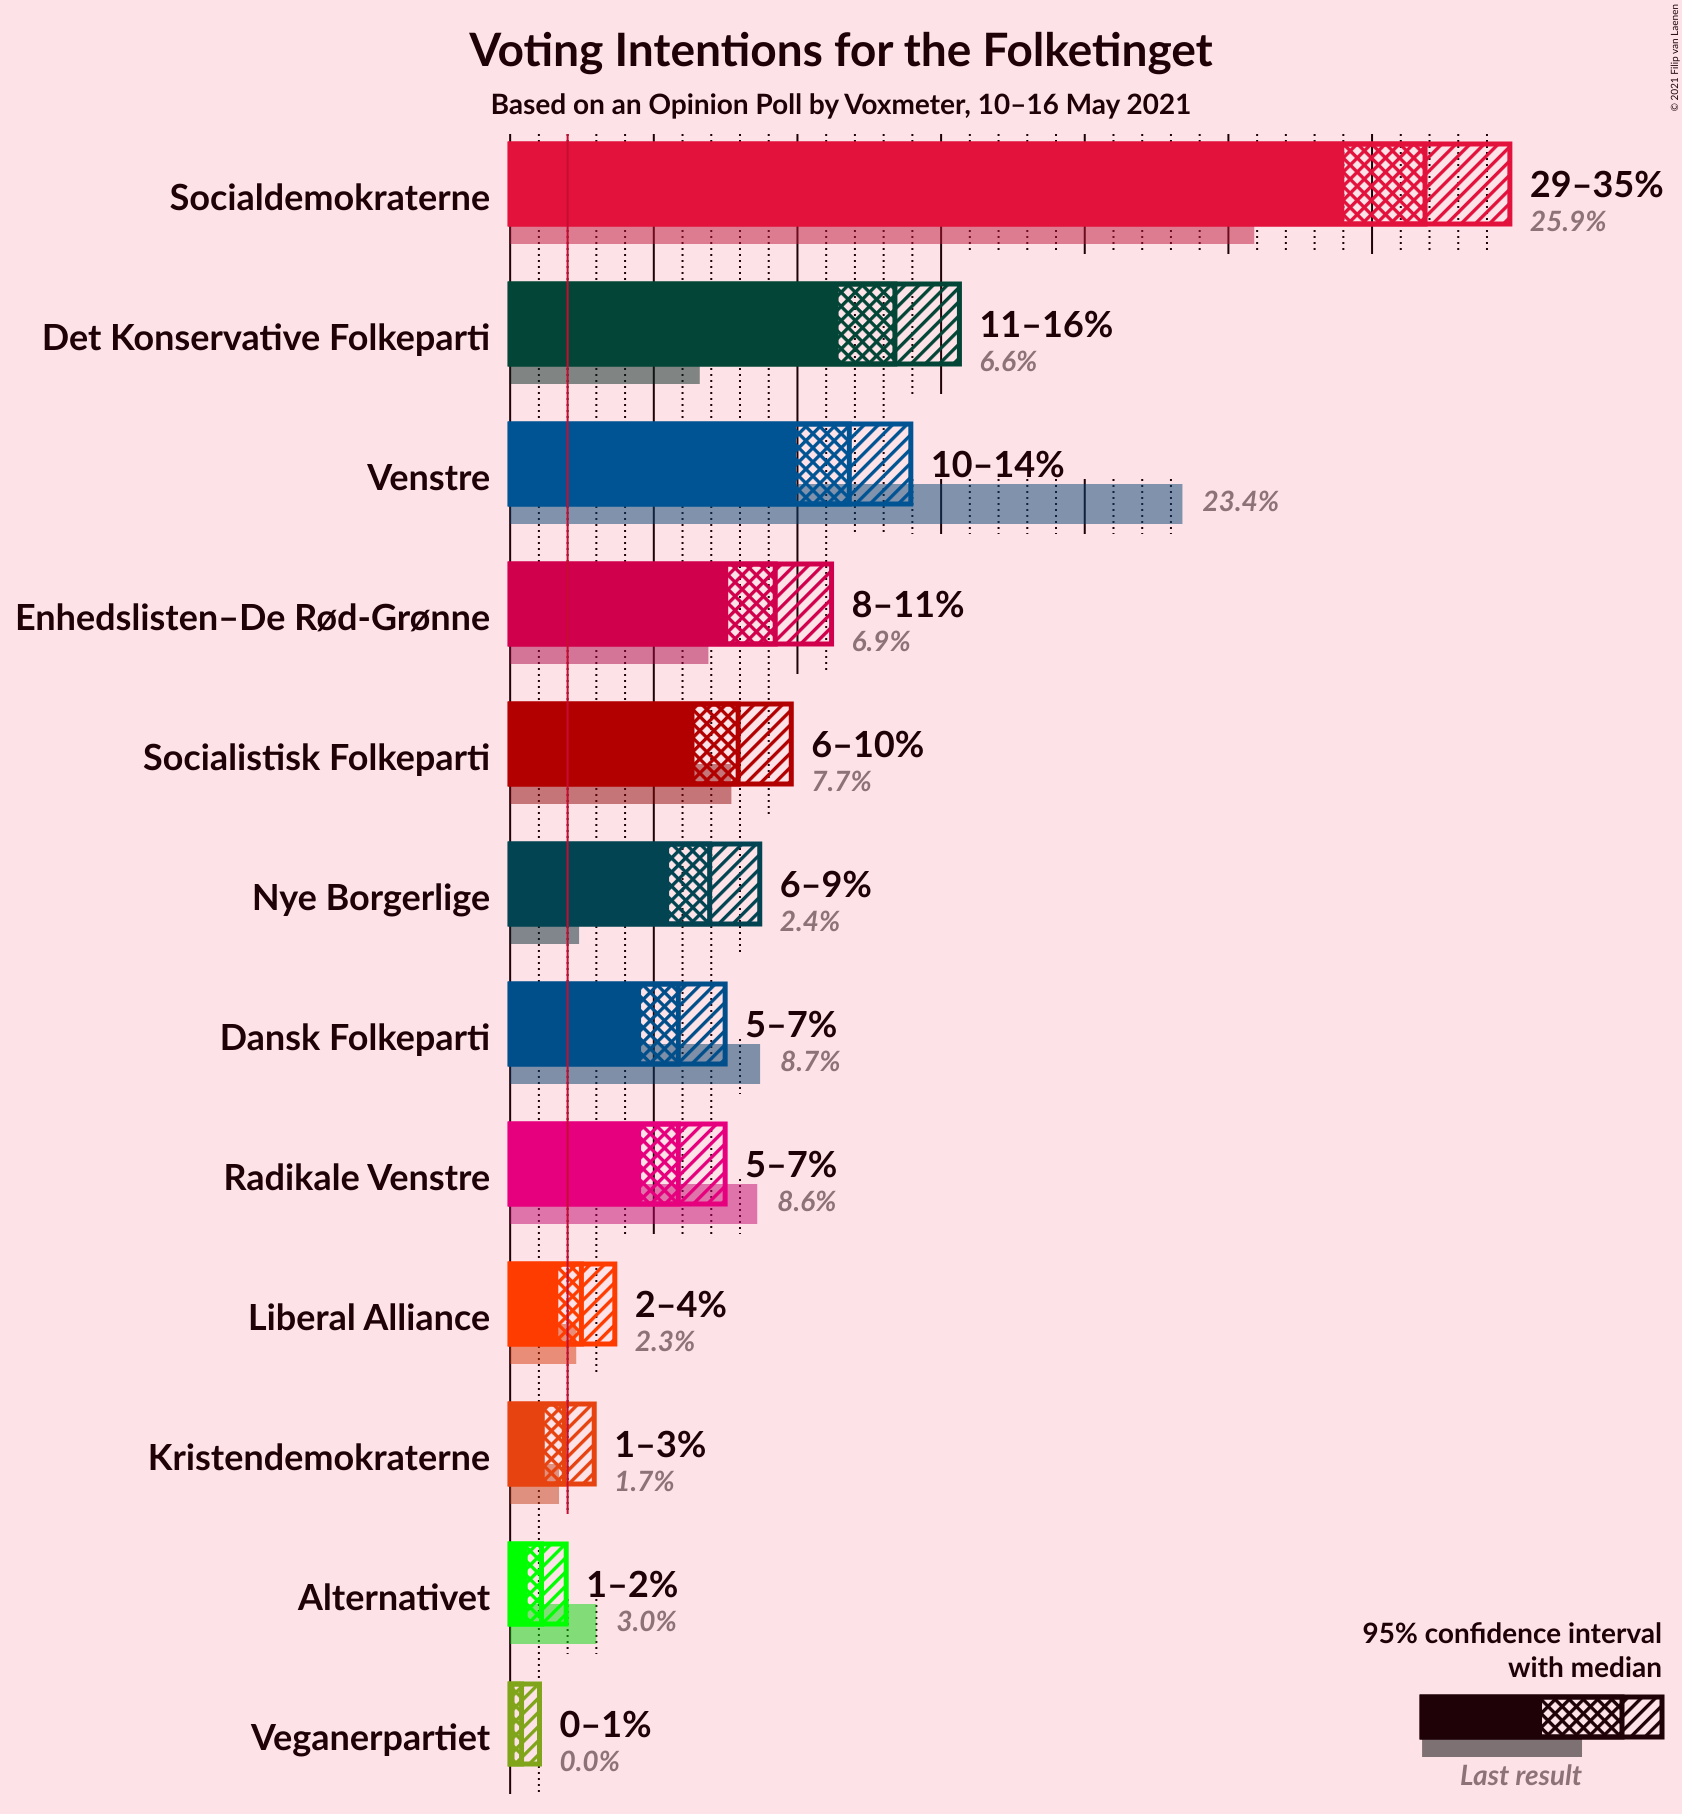 Voting Intentions for the Folketinget
Based on an Opinion Poll by Voxmeter, 10–16 May 2021
© 2021 Filip van Laenen
Socialdemokraterne
29–35%
25.9%
Det Konservative Folkeparti
11–16%
6.6%
Venstre
10–14%
23.4%
Enhedslisten–De Rød-Grønne
8–11%
6.9%
Socialistisk Folkeparti
6–10%
7.7%
Nye Borgerlige
6–9%
2.4%
Dansk Folkeparti
5–7%
8.7%
Radikale Venstre
5–7%
8.6%
Liberal Alliance
2–4%
2.3%
Kristendemokraterne
1–3%
1.7%
Alternativet
1–2%
3.0%
Veganerpartiet
0–1%
0.0%
95% confidence interval
with median
Last result